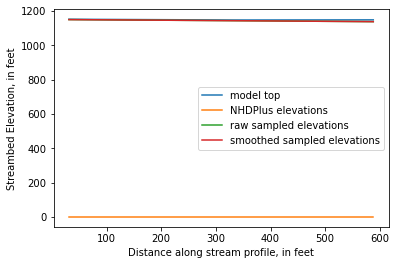 1200
1000
800
600
400
200
0
Streambed Elevation, in feet
model top
NHDPlus elevations
raw sampled elevations
smoothed sampled elevations
100
200
300
400
500
600
Distance along stream profile, in feet